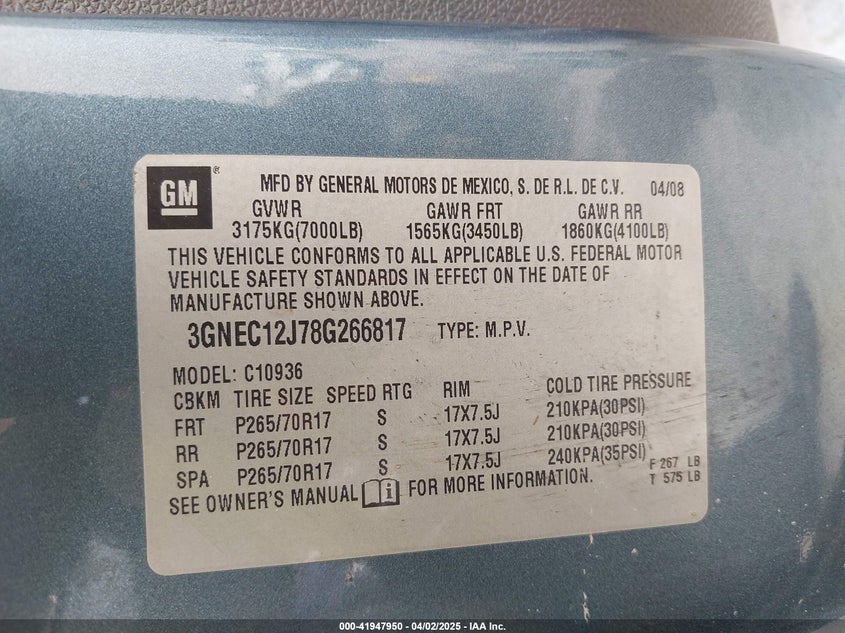 GM ®
MFD BY GENERAL MOTORS DE MEXICO, S. DE R.L. DE C.V. 04/08
GVWR GAWR FRT GAWR RR
3175KG(7000LB) 1565KG(3450LB) 1860KG(4100LB)
THIS VEHICLE CONFORMS TO ALL APPLICABLE U.S. FEDERAL MOTOR
VEHICLE SAFETY STANDARDS IN EFFECT ON THE DATE OF
MANUFACTURE SHOWN ABOVE.
3GNEC12J78G266817 TYPE: M.P.V.
MODEL: C10936
CBKM TIRE SIZE SPEED RTG RIM COLD TIRE PRESSURE
FRT P265/70R17 S 17X7.5J 210KPA(30PSI)
RR P265/70R17 S 17X7.5J 210KPA(30PSI)
SPA P265/70R17 S 17X7.5J 240KPA(35PSI)
F 267 LB
T 575 LB
SEE OWNER'S MANUAL i FOR MORE INFORMATION.
000-41947950 - 04/02/2025 - IAA Inc.